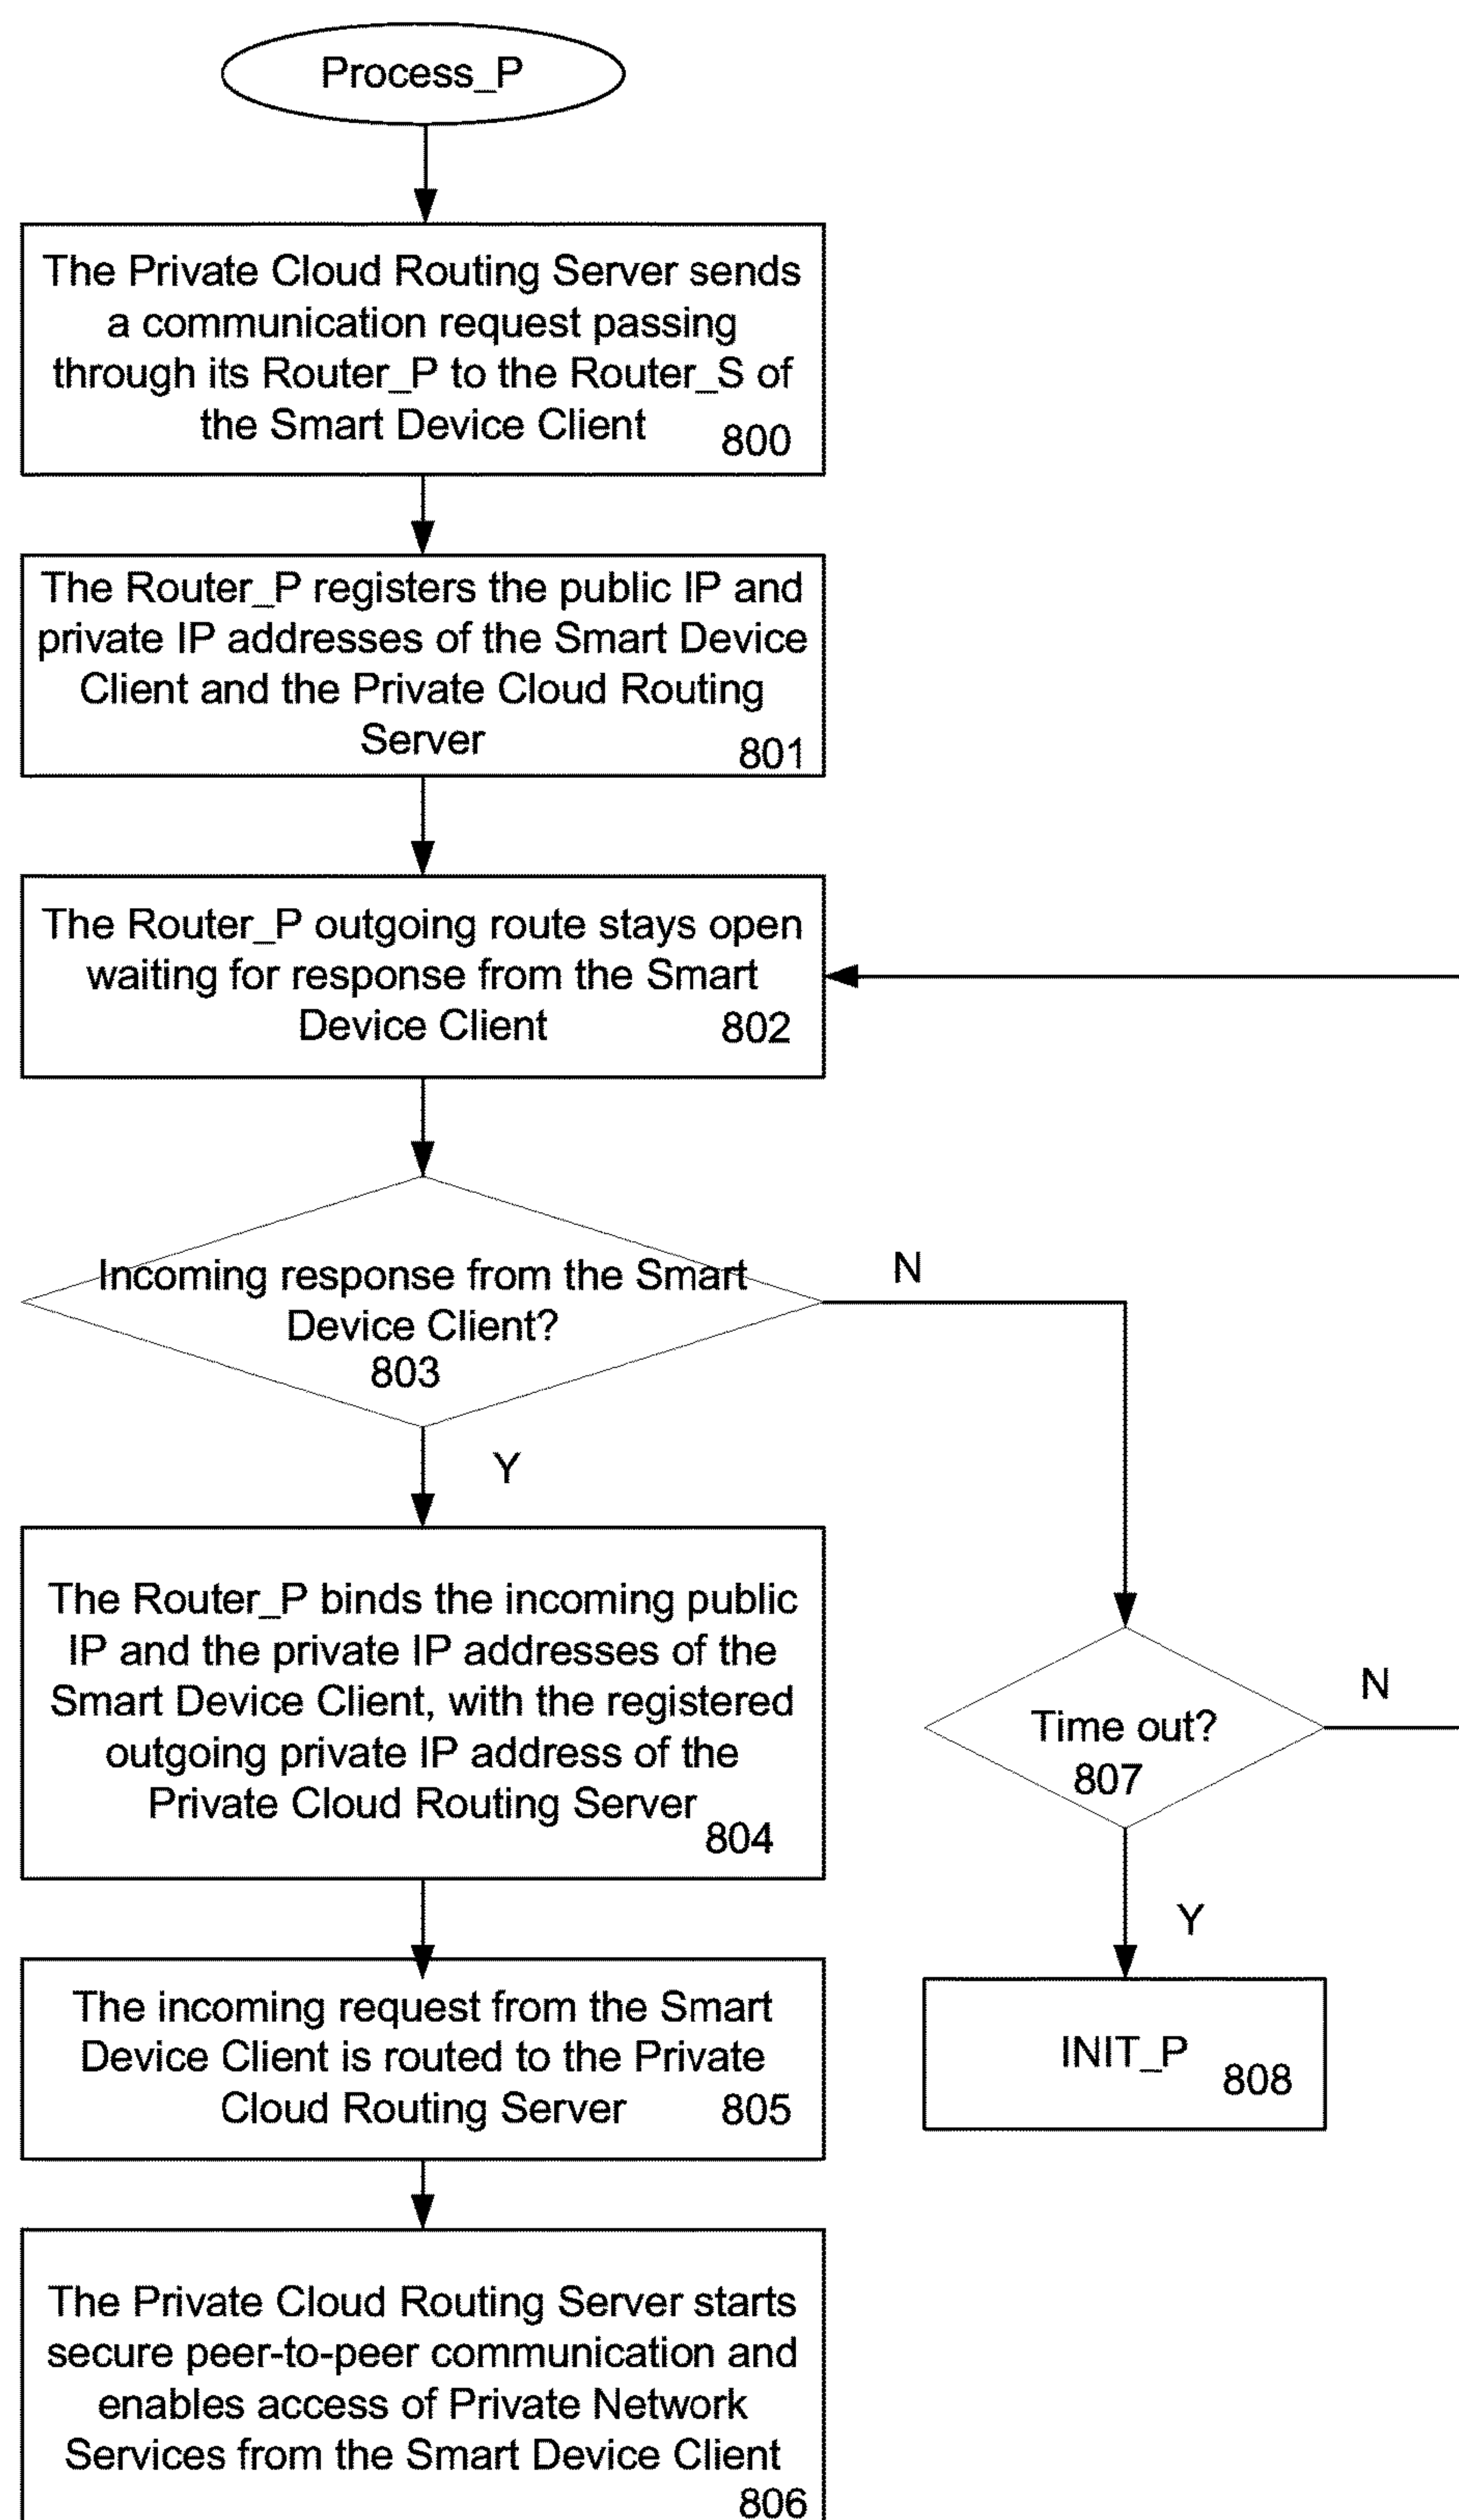 Process_P
The Private Cloud Routing Server sends
a communication request passing
through its Router_P to the Router_S of
the Smart Device Client
800
The Router_P registers the public IP and
private IP addresses of the Smart Device
Client and the Private Cloud Routing
Server
801
The Router_P outgoing route stays open
waiting for response from the Smart
Device Client
802
Incoming response from the Smart
Device Client?
803
N
Y
The Router_P binds the incoming public
IP and the private IP addresses of the
Smart Device Client, with the registered
outgoing private IP address of the
Private Cloud Routing Server
804
Time out?
807
N
Y
INIT_P
808
The incoming request from the Smart
Device Client is routed to the Private
Cloud Routing Server
805
The Private Cloud Routing Server starts
secure peer-to-peer communication and
enables access of Private Network
Services from the Smart Device Client
806